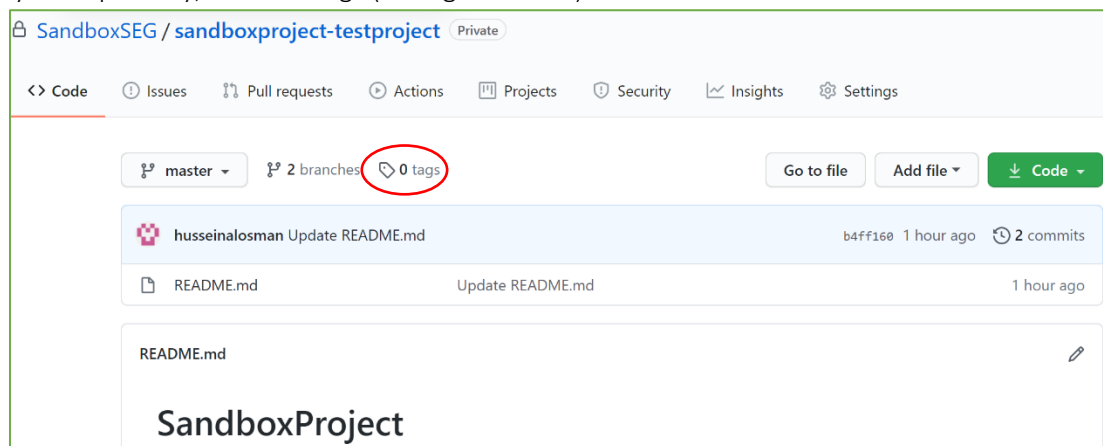 SandboxSEG / sandboxproject-testproject Private
Code Issues Pull requests Actions Projects Security Insights Settings
master 2 branches 0 tags Go to file Add file Code
husseinalosman Update README.md b4ff160 1 hour ago 2 commits
README.md Update README.md 1 hour ago
README.md
SandboxProject